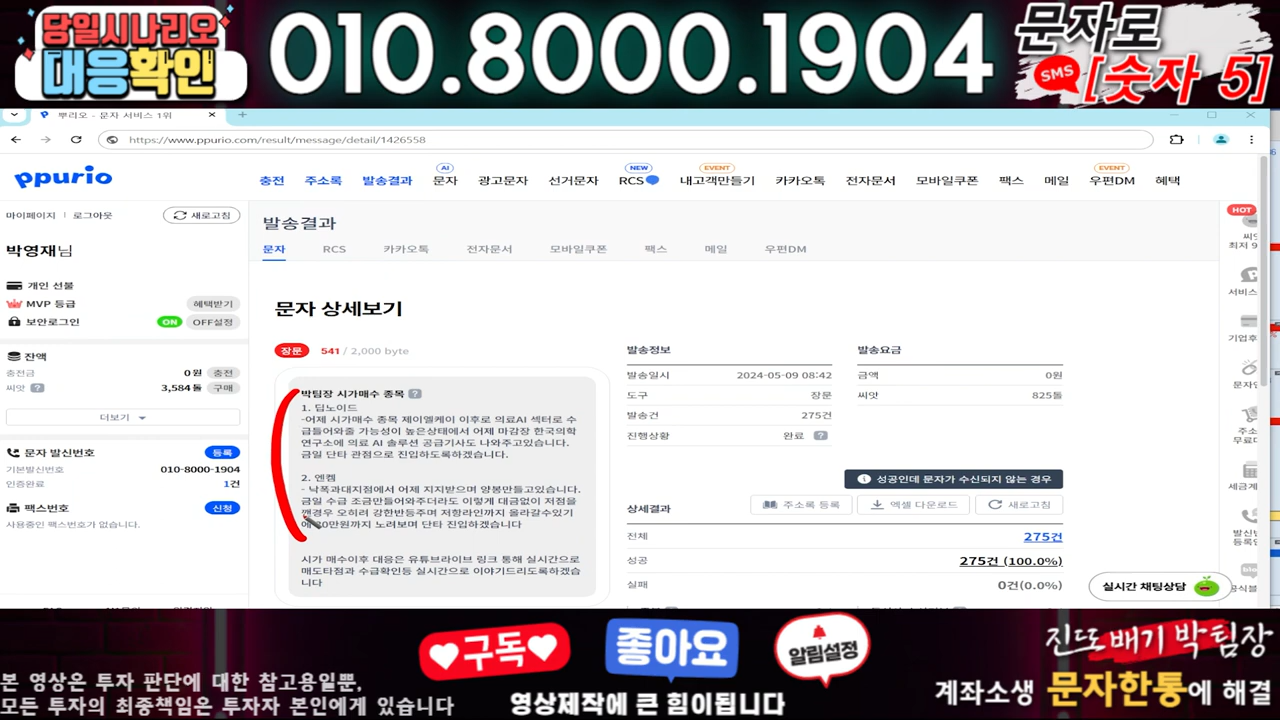 당일시나리오
대응확인
010.8000.1904
문자로
SMS
[숫자 5]
뿌리오 - 문자 서비스 1위
https://www.ppurio.com/result/message/detail/1426558
ppurio
충전 주소록 발송결과 AI 문자 광고문자 선거문자 NEW RCS EVENT 내고객만들기 카카오톡 전자문서 모바일쿠폰 팩스 메일 EVENT 우편DM 혜택
마이페이지 | 로그아웃 새로고침
박영재님
개인 선불
MVP 등급 혜택받기
보안로그인 ON OFF설정
잔액
충전금 0원 충전
씨앗 ? 3,584톨 구매
더보기
문자 발신번호 등록
기본발신번호 010-8000-1904
인증완료 1건
팩스번호 신청
사용중인 팩스번호가 없습니다.
발송결과
문자 RCS 카카오톡 전자문서 모바일쿠폰 팩스 메일 우편DM
문자 상세보기
장문 541 / 2,000 byte
박팀장 시가매수 종목 ?
1. 딥노이드
-어제 시가매수 종목 제이엘케이 이후로 의료AI 섹터로 수
급들어와줄 가능성이 높은상태에서 어제 마감장 한국의학
연구소에 의료 AI 솔루션 공급기사도 나와주고있습니다.
금일 단타 관점으로 진입하도록하겠습니다.
2. 엔켐
- 낙폭과대지점에서 어제 지지받으며 양봉만들고있습니다.
금일 수급 조금만들어와주더라도 이렇게 대금없이 저점을
깬경우 오히려 강한반등주며 저항라인까지 올라갈수있기
에 30만원까지 노려보며 단타 진입하겠습니다
시가 매수이후 대응은 유튜브라이브 링크 통해 실시간으로
매도타점과 수급확인등 실시간으로 이야기드리도록하겠습
니다
발송정보
발송일시 2024-05-09 08:42
도구 장문
발송건 275건
진행상황 완료 ?
발송요금
금액 0원
씨앗 825톨
성공인데 문자가 수신되지 않는 경우
상세결과
주소록 등록 엑셀 다운로드 새로고침
전체 275건
성공 275건 (100.0%)
실패 0건(0.0%)
HOT
최저 9
서비스
기업후
문자인
주소
무료대
세금계
발신번
등록인
실시간 채팅상담
구독
좋아요
알림설정
영상제작에 큰 힘이됩니다
본 영상은 투자 판단에 대한 참고용일뿐,
모든 투자의 최종책임은 투자자 본인에게 있습니다
진또배기 박팀장
계좌소생 문자한통에 해결